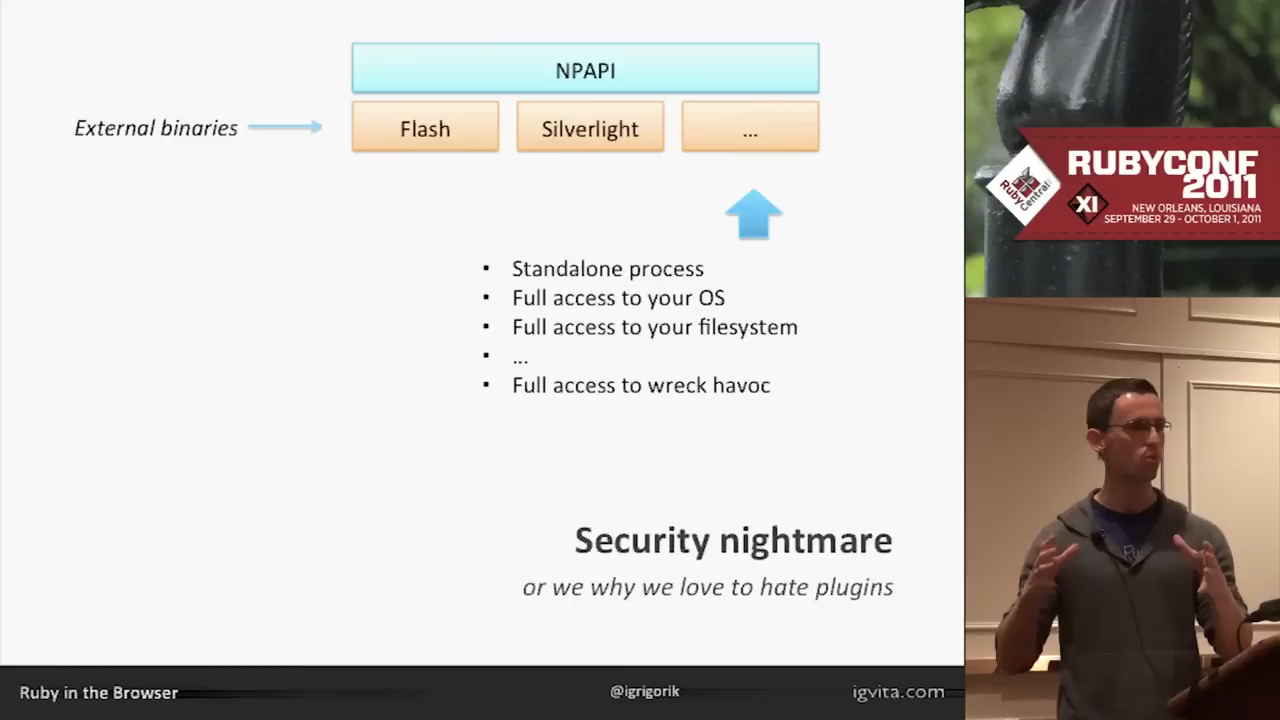 NPAPI
External binaries
Flash
Silverlight
...
▪ Standalone process
▪ Full access to your OS
▪ Full access to your filesystem
▪ ...
▪ Full access to wreck havoc
Security nightmare
or we why we love to hate plugins
Ruby in the Browser
@igrigorik
igvita.com
RubyCentral
XI
RUBYCONF
2011
NEW ORLEANS, LOUISIANA
SEPTEMBER 29 - OCTOBER 1, 2011